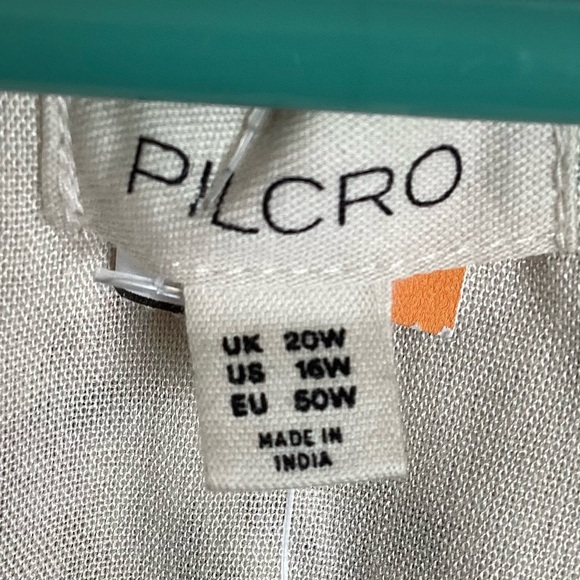 PILCRO
UK 20W
US 16W
EU 50W
MADE IN
INDIA